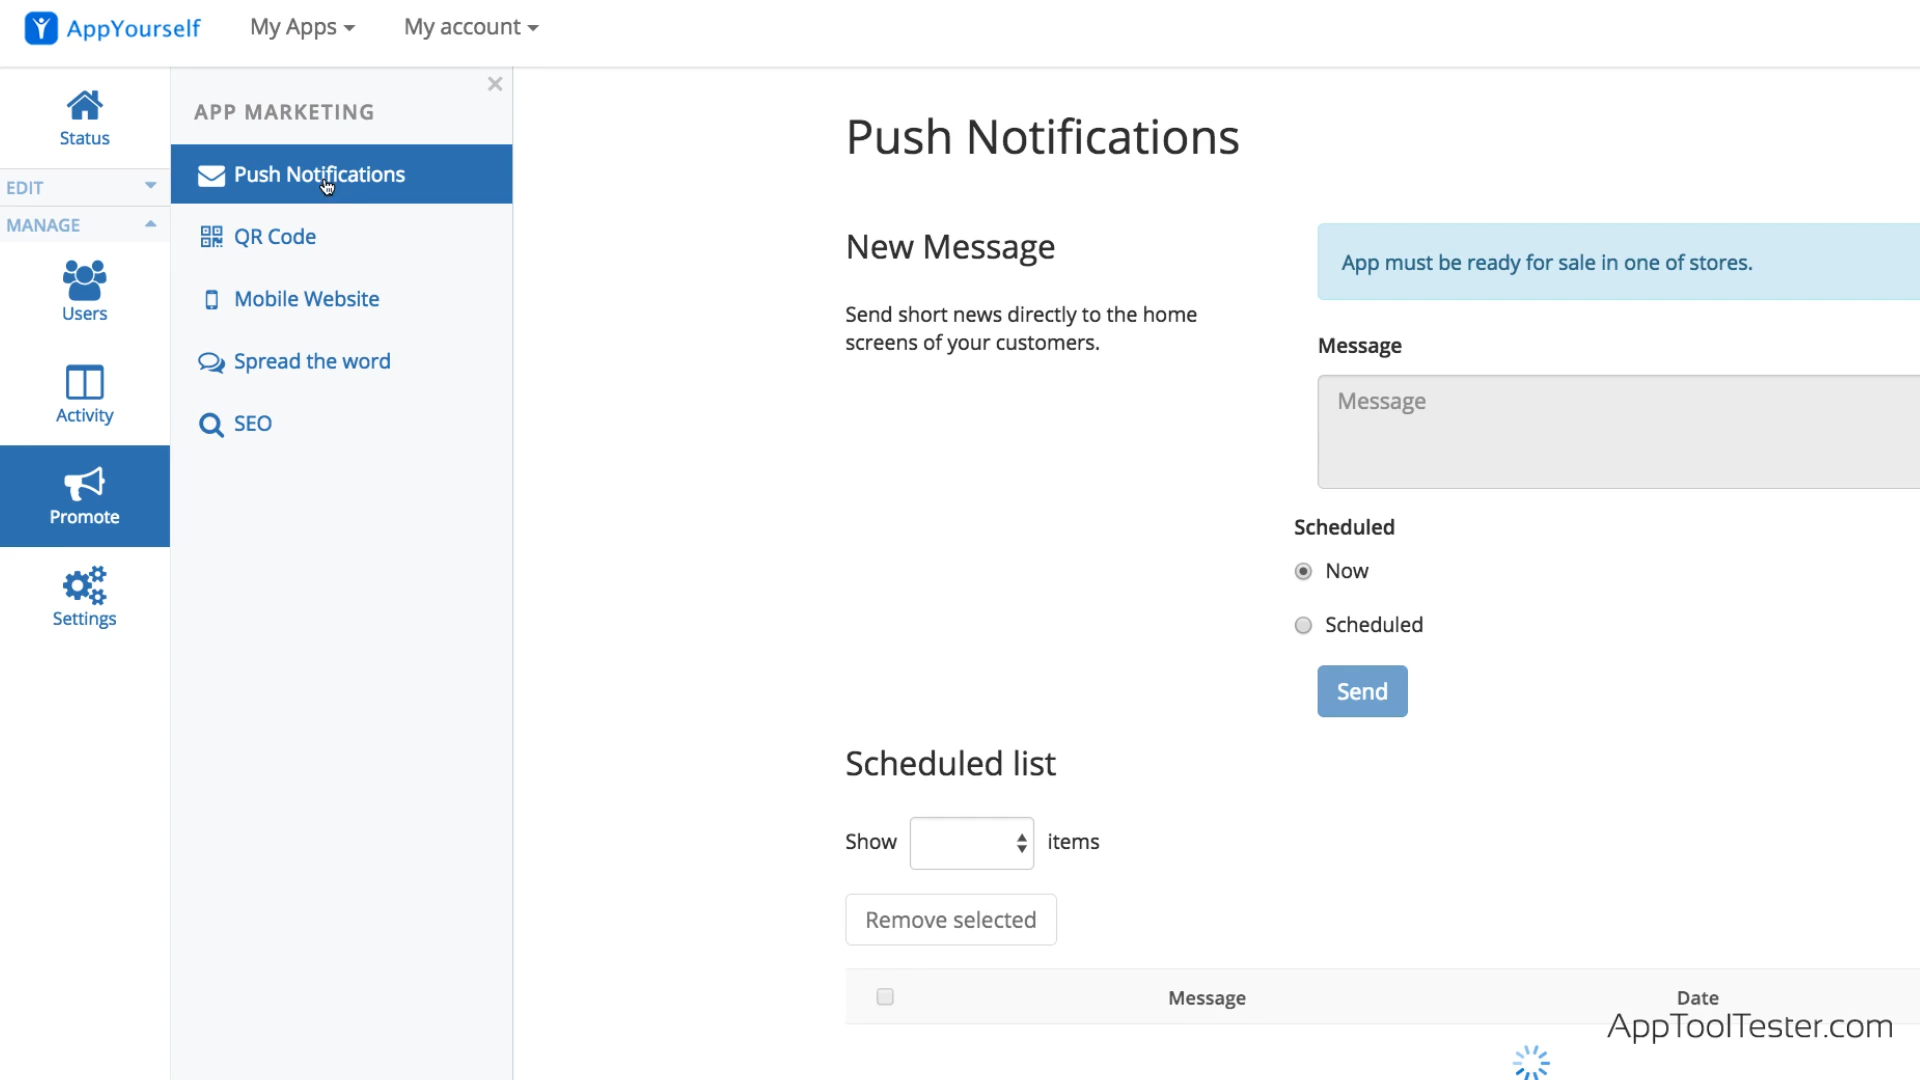 AppYourself
My Apps
My account
Status
EDIT
MANAGE
Users
Activity
Promote
Settings
APP MARKETING
Push Notifications
QR Code
Mobile Website
Spread the word
SEO
Push Notifications
New Message
Send short news directly to the home
screens of your customers.
App must be ready for sale in one of stores.
Message
Message
Scheduled
Now
Scheduled
Send
Scheduled list
Show items
Remove selected
Message Date
AppToolTester.com